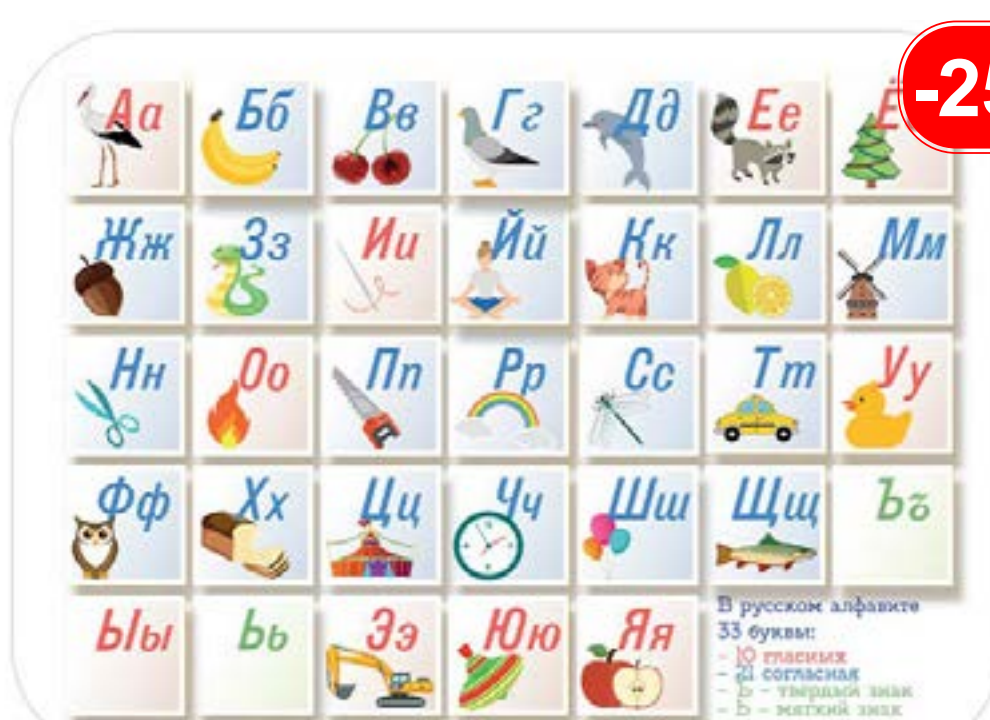 Аа Бб Вв Гг Дд Ее Ё
-25
Жж Зз Ии Йй Кк Лл Мм
Нн Оо Пп Рр Сс Тт Уу
Фф Хх Цц Чч Шш Щщ Ъъ
Ыы Ьь Ээ Юю Яя
В русском алфавите
33 буквы:
- 10 гласных
- 21 согласная
- Ъ - твердый знак
- Ь - мягкий знак